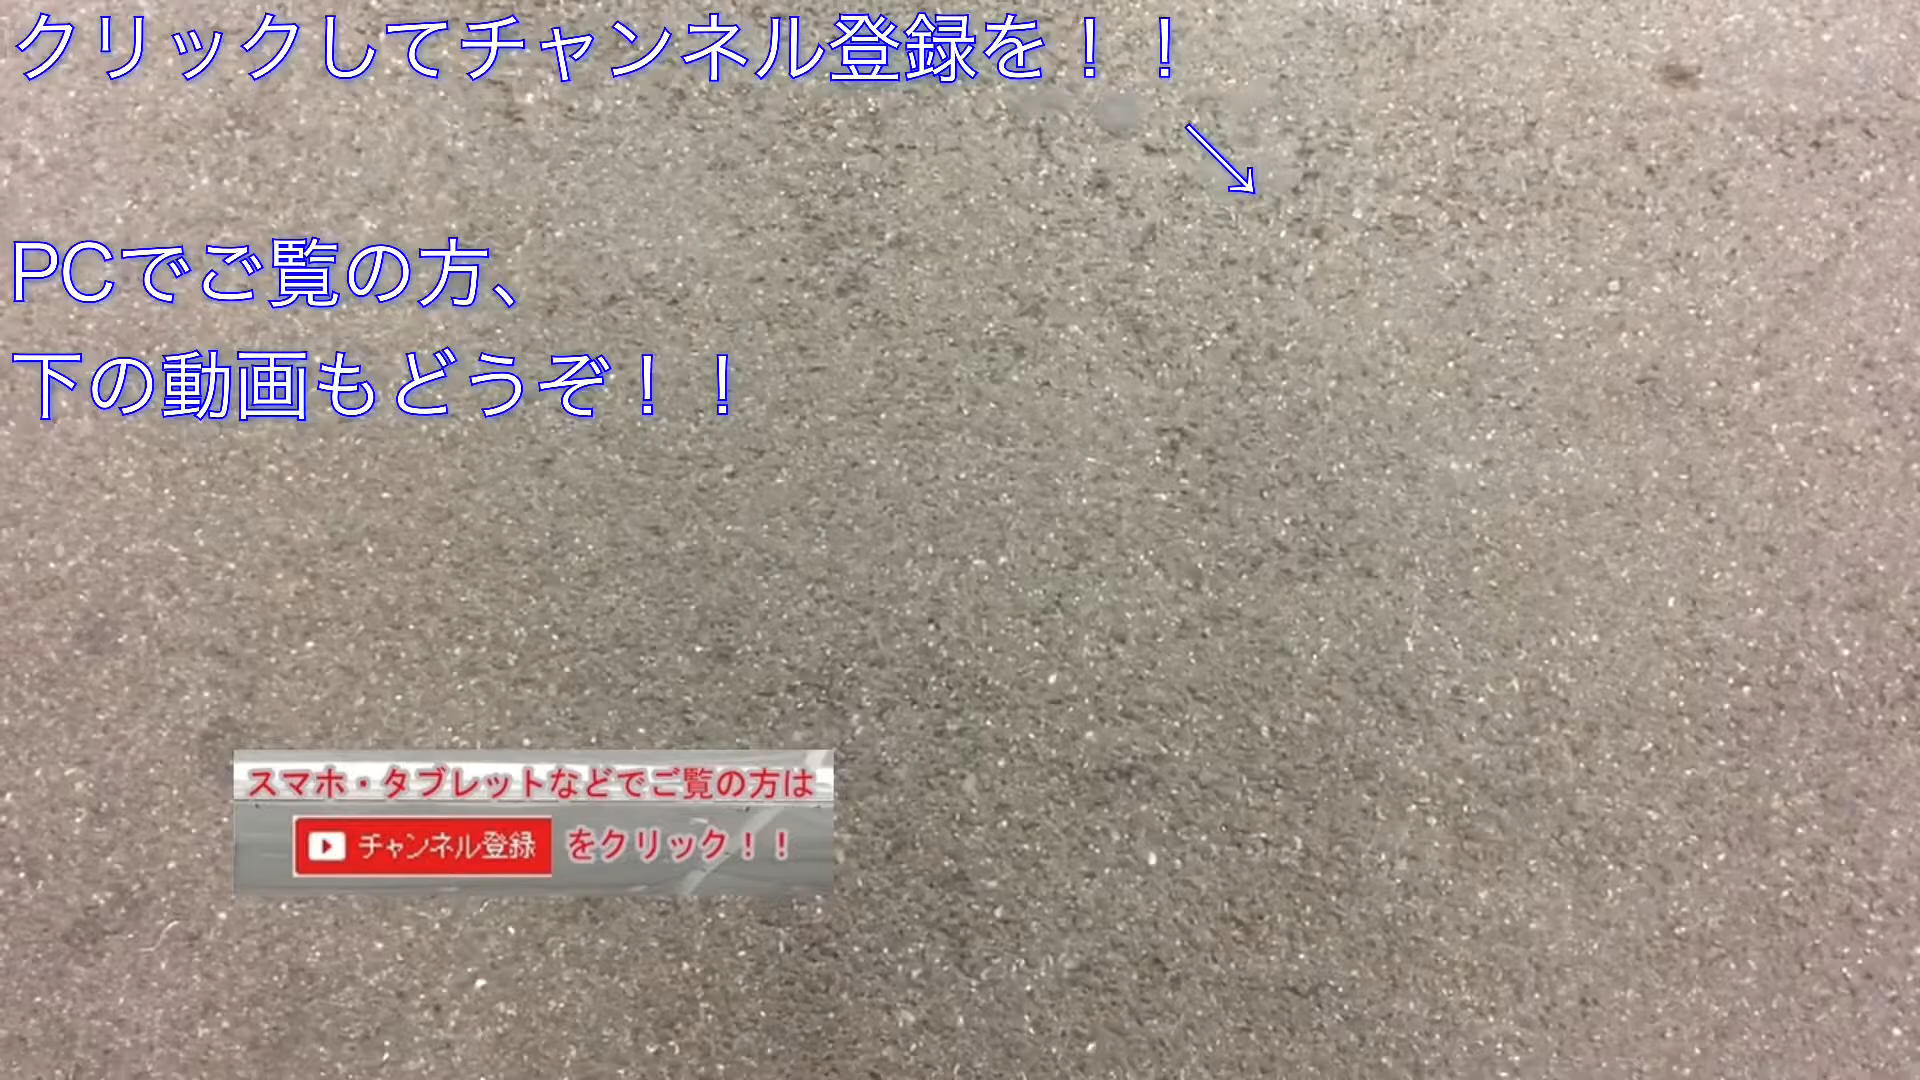 クリックしてチャンネル登録を！！
↘
PCでご覧の方、
下の動画もどうぞ！！
スマホ・タブレットなどでご覧の方は
チャンネル登録 をクリック！！